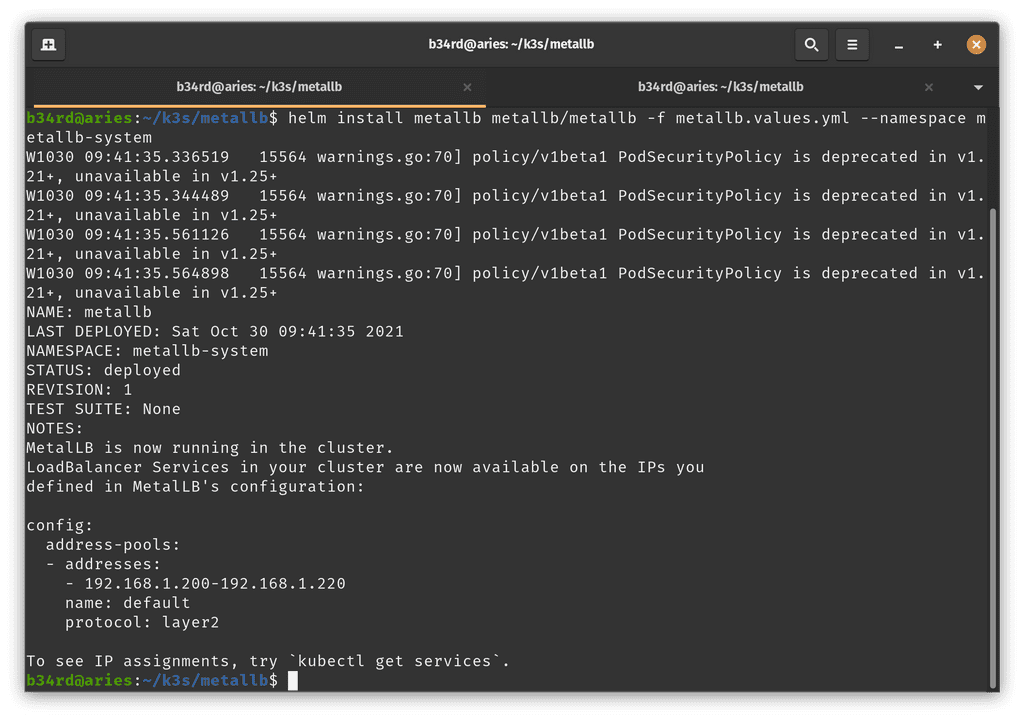 b34rd@aries: ~/k3s/metallb
b34rd@aries: ~/k3s/metallb
b34rd@aries: ~/k3s/metallb
b34rd@aries:~/k3s/metallb$ helm install metallb metallb/metallb -f metallb.values.yml --namespace m
etallb-system
W1030 09:41:35.336519   15564 warnings.go:70] policy/v1beta1 PodSecurityPolicy is deprecated in v1.
21+, unavailable in v1.25+
W1030 09:41:35.344489   15564 warnings.go:70] policy/v1beta1 PodSecurityPolicy is deprecated in v1.
21+, unavailable in v1.25+
W1030 09:41:35.561126   15564 warnings.go:70] policy/v1beta1 PodSecurityPolicy is deprecated in v1.
21+, unavailable in v1.25+
W1030 09:41:35.564898   15564 warnings.go:70] policy/v1beta1 PodSecurityPolicy is deprecated in v1.
21+, unavailable in v1.25+
NAME: metallb
LAST DEPLOYED: Sat Oct 30 09:41:35 2021
NAMESPACE: metallb-system
STATUS: deployed
REVISION: 1
TEST SUITE: None
NOTES:
MetalLB is now running in the cluster.
LoadBalancer Services in your cluster are now available on the IPs you
defined in MetalLB's configuration:

config:
  address-pools:
  - addresses:
    - 192.168.1.200-192.168.1.220
    name: default
    protocol: layer2

To see IP assignments, try `kubectl get services`.
b34rd@aries:~/k3s/metallb$